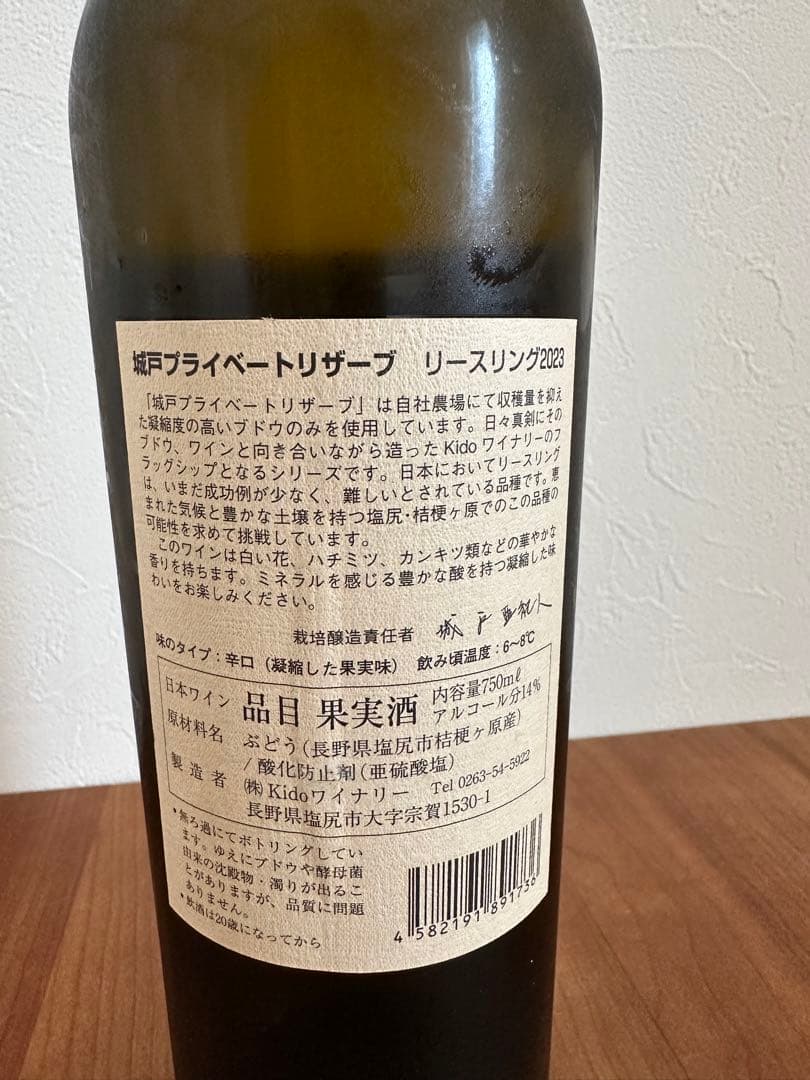 城戸プライベートリザーブ リースリング2023
「城戸プライベートリザーブ」は自社農場にて収穫量を抑え
た凝縮度の高いブドウのみを使用しています。日々真剣にその
ブドウ、ワインと向き合いながら造ったKidoワイナリーのフ
ラッグシップとなるシリーズです。日本においてリースリング
は、いまだ成功例が少なく、難しいとされている品種です。恵
まれた気候と豊かな土壌を持つ塩尻・桔梗ヶ原でのこの品種の
可能性を求めて挑戦しています。
このワインは白い花、ハチミツ、カンキツ類などの華やかな
香りを持ちます。ミネラルを感じる豊かな酸を持つ凝縮した味
わいをお楽しみください。
栽培醸造責任者 城戸亜紀人
味のタイプ：辛口（凝縮した果実味） 飲み頃温度：6〜8℃
日本ワイン 品目 果実酒 内容量750mℓ
アルコール分14%
原材料名 ぶどう（長野県塩尻市桔梗ヶ原産）
/ 酸化防止剤（亜硫酸塩）
製造者 ㈱Kidoワイナリー Tel 0263-54-5922
長野県塩尻市大字宗賀1530-1
・無ろ過にてボトリングしてい
ます。ゆえにブドウや酵母菌
由来の沈殿物・濁りが出るこ
とがありますが、品質に問題
ありません。
・飲酒は20歳になってから
4 582191 891736